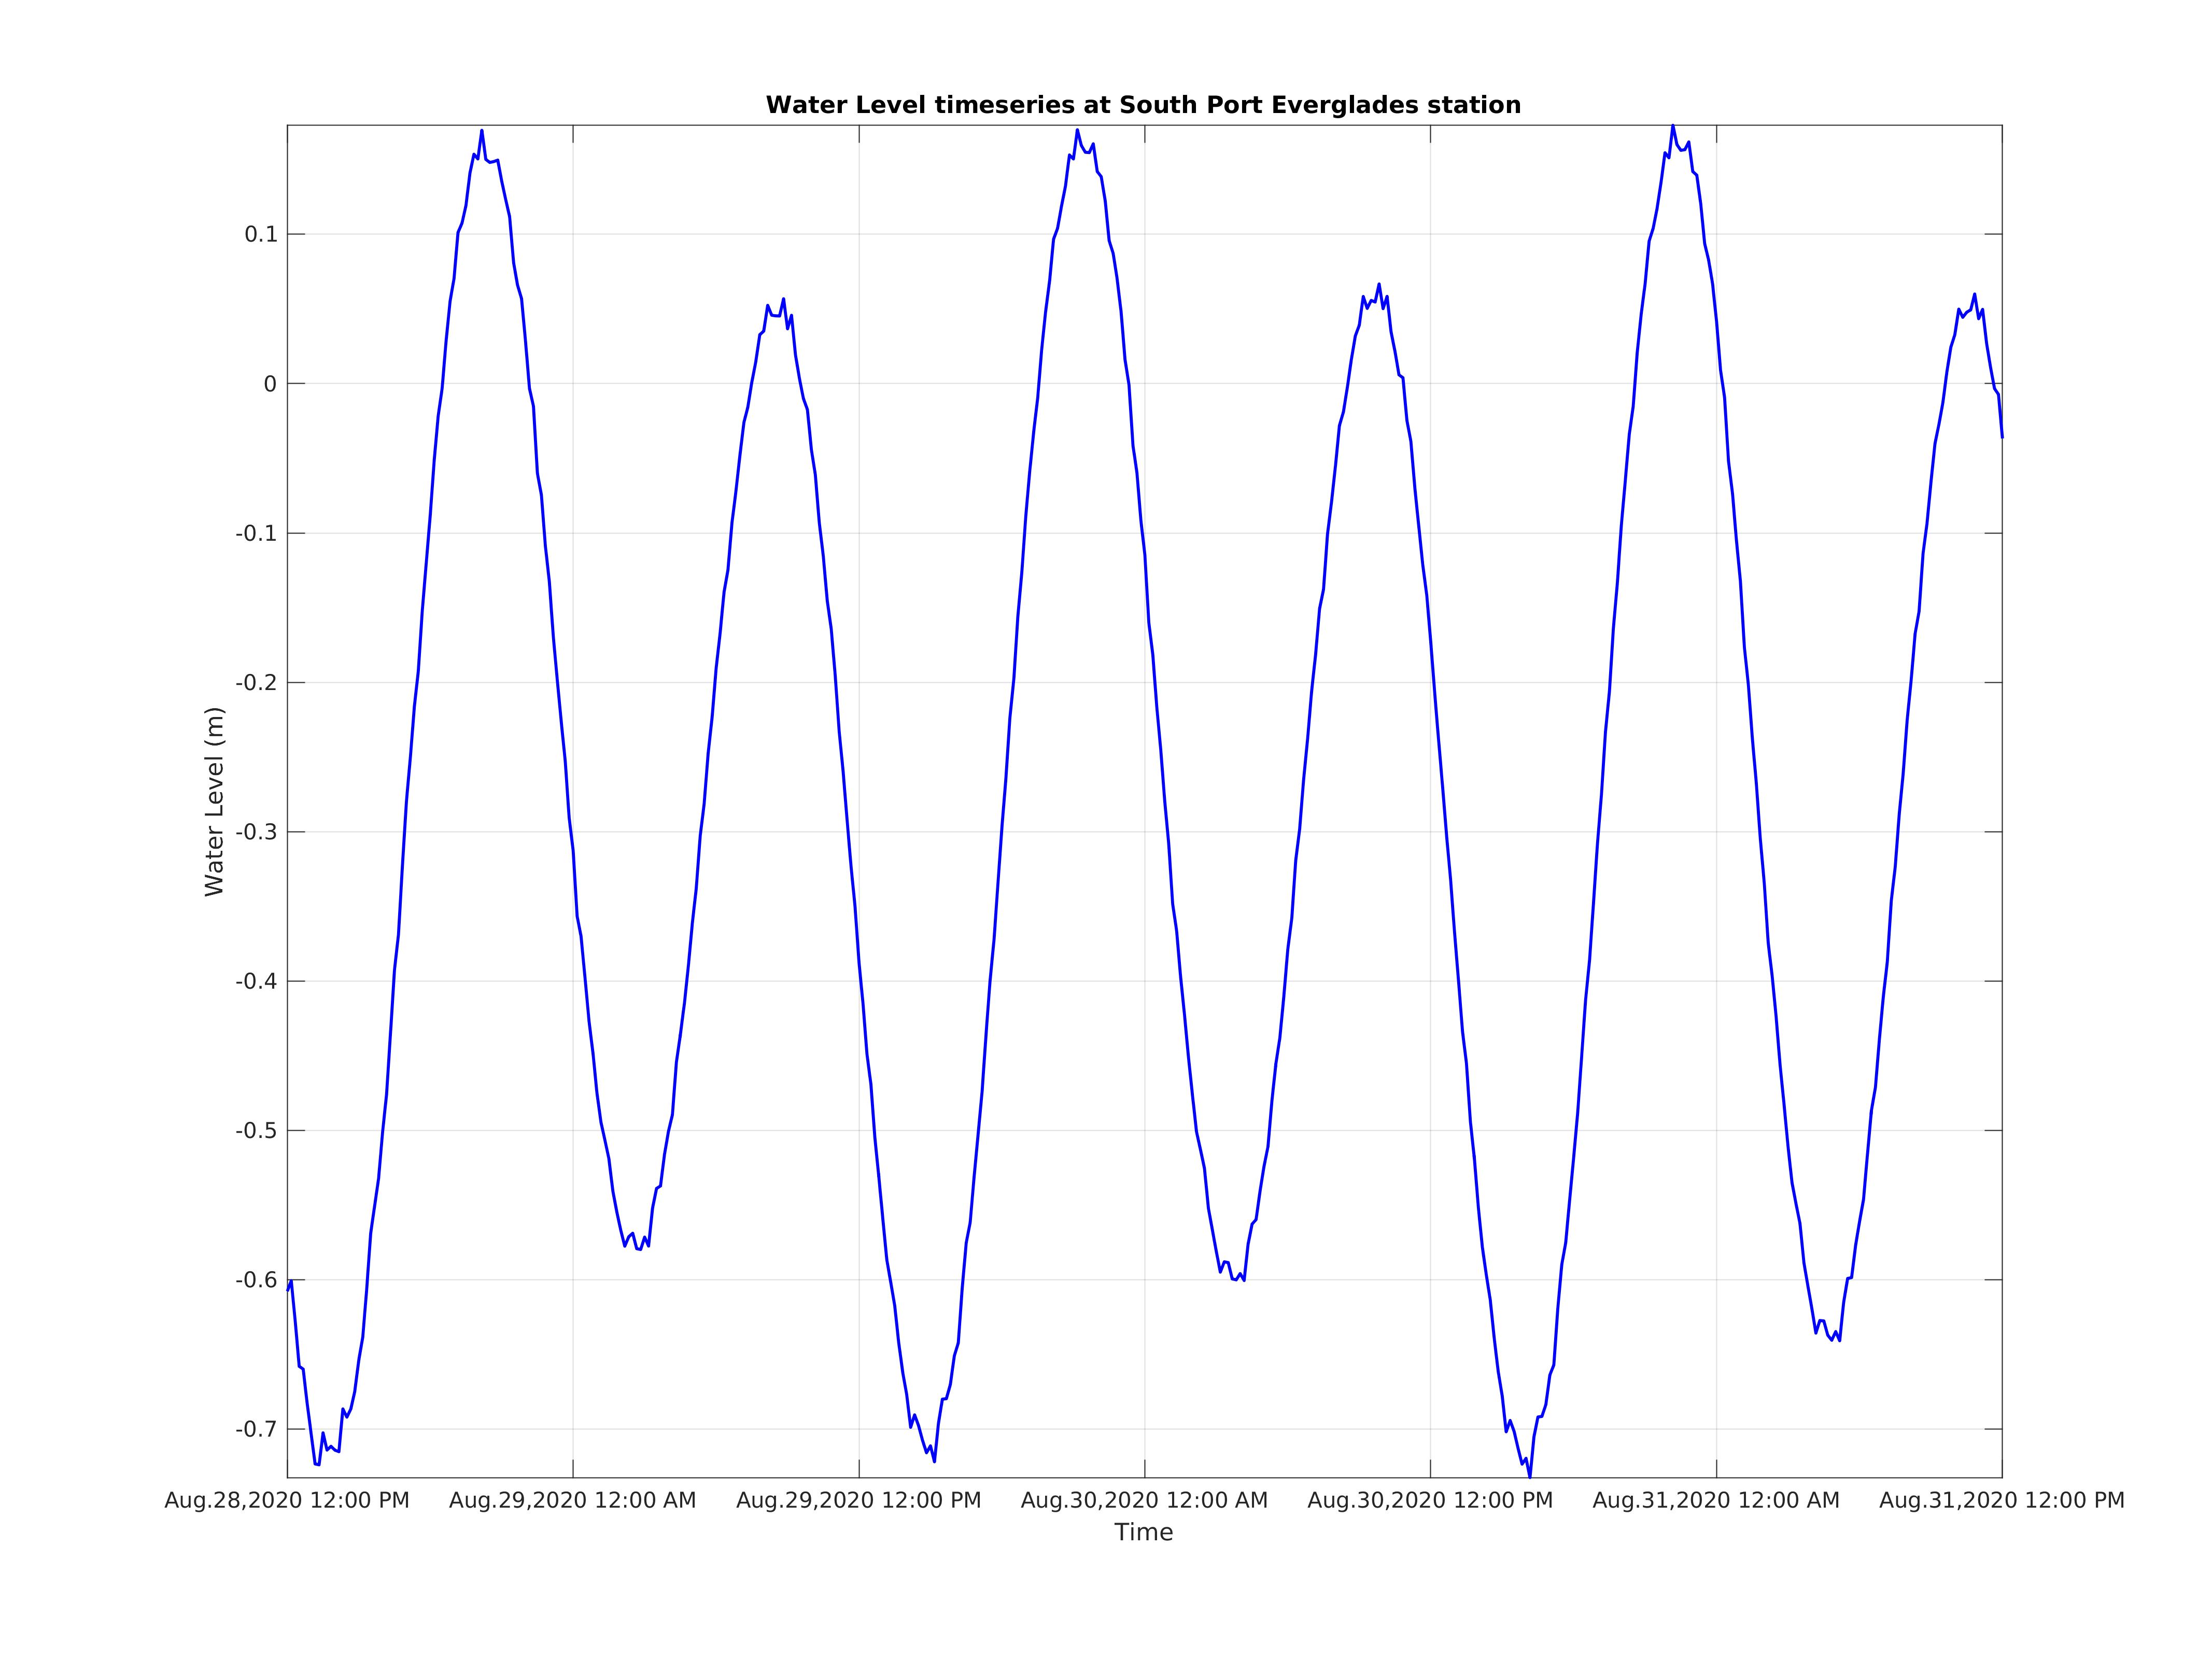 Water Level timeseries at South Port Everglades station
0.1
0
-0.1
-0.2
-0.3
-0.4
-0.5
-0.6
-0.7
Water Level (m)
Aug.28,2020 12:00 PM Aug.29,2020 12:00 AM Aug.29,2020 12:00 PM Aug.30,2020 12:00 AM Aug.30,2020 12:00 PM Aug.31,2020 12:00 AM Aug.31,2020 12:00 PM
Time